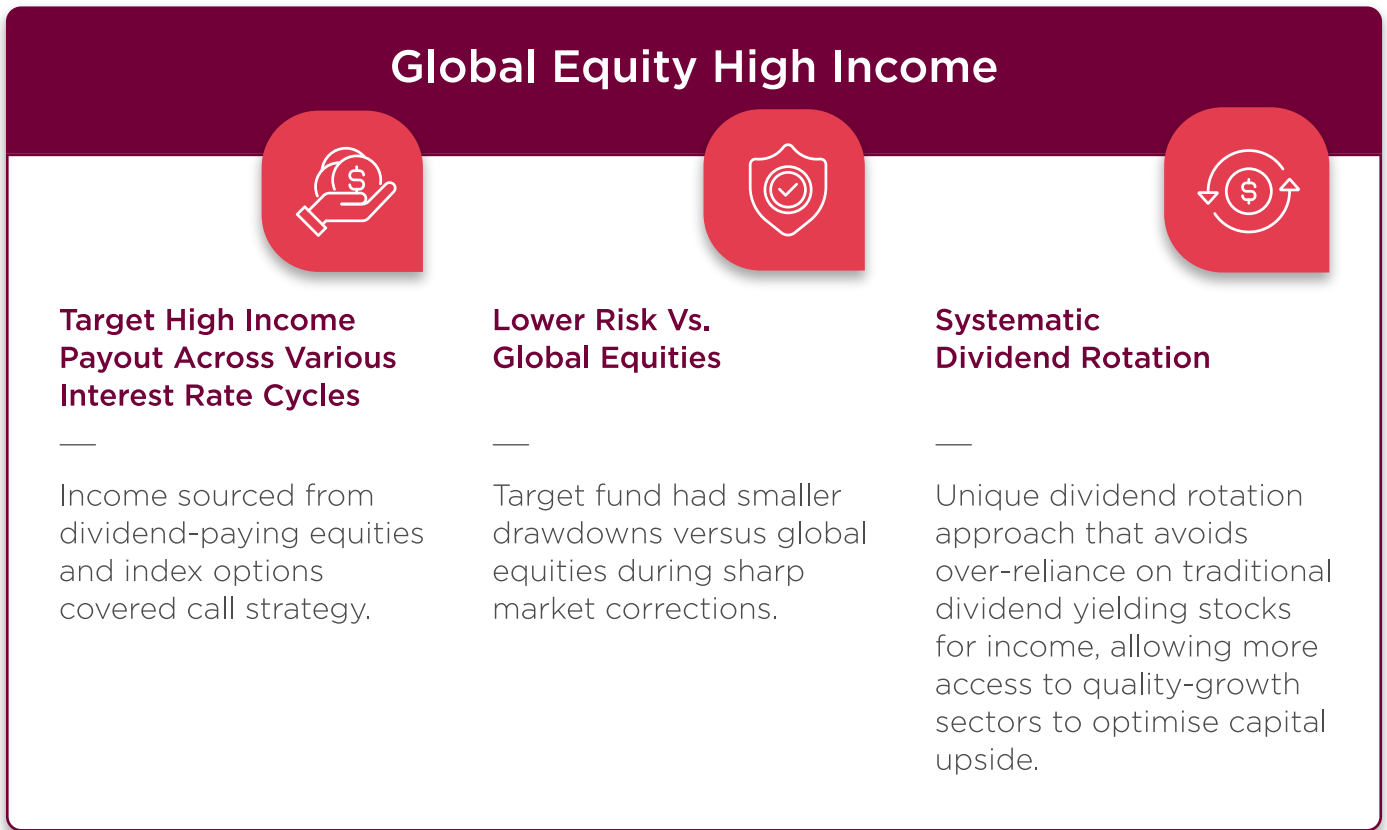 Global Equity High Income
$
$
Target High Income
Payout Across Various
Interest Rate Cycles
Income sourced from
dividend-paying equities
and index options
covered call strategy.
Lower Risk Vs.
Global Equities
Target fund had smaller
drawdowns versus global
equities during sharp
market corrections.
Systematic
Dividend Rotation
Unique dividend rotation
approach that avoids
over-reliance on traditional
dividend yielding stocks
for income, allowing more
access to quality-growth
sectors to optimise capital
upside.